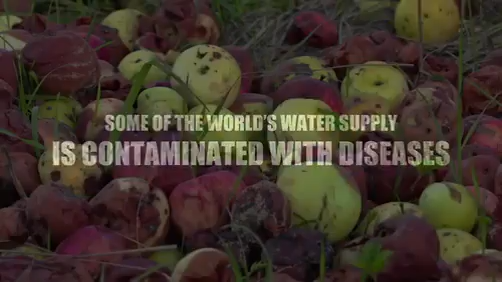 SOME OF THE WORLD'S WATER SUPPLY
IS CONTAMINATED WITH DISEASES